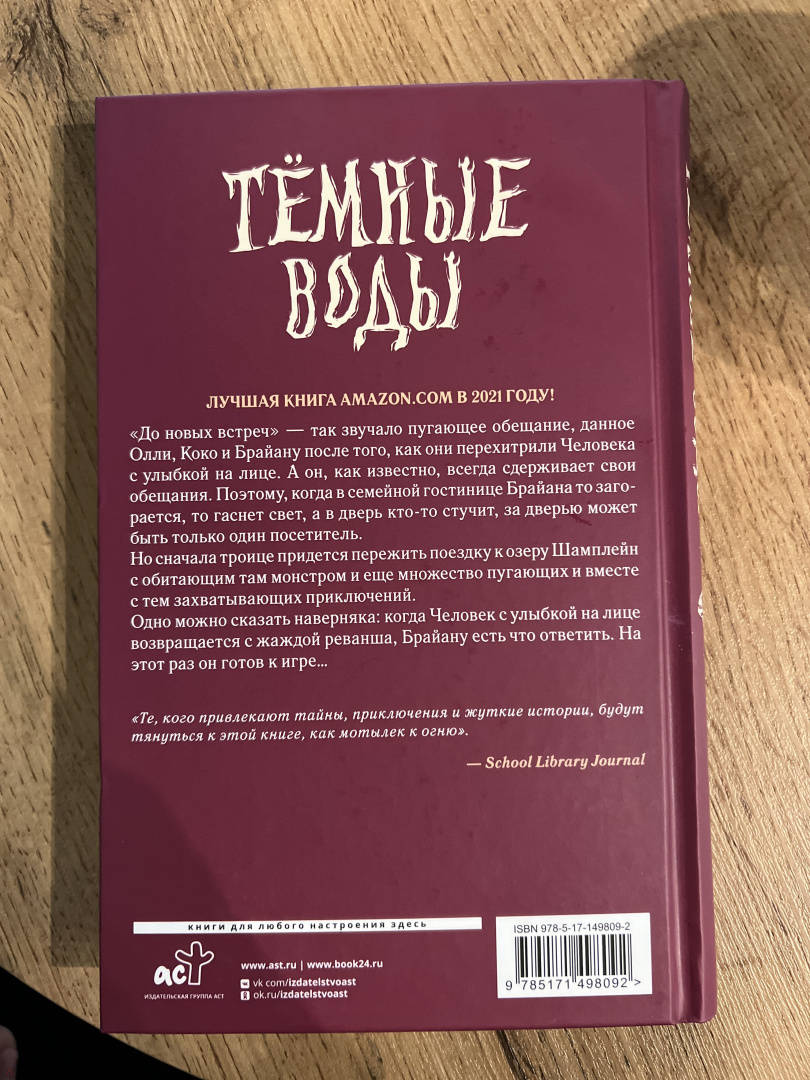 ТЁМНЫЕ
ВОДЫ
ЛУЧШАЯ КНИГА AMAZON.COM В 2021 ГОДУ!
«До новых встреч» — так звучало пугающее обещание, данное
Олли, Коко и Брайану после того, как они перехитрили Человека
с улыбкой на лице. А он, как известно, всегда сдерживает свои
обещания. Поэтому, когда в семейной гостинице Брайана то заго-
рается, то гаснет свет, а в дверь кто-то стучит, за дверью может
быть только один посетитель.
Но сначала троице придется пережить поездку к озеру Шамплейн
с обитающим там монстром и еще множество пугающих и вместе
с тем захватывающих приключений.
Одно можно сказать наверняка: когда Человек с улыбкой на лице
возвращается с жаждой реванша, Брайану есть что ответить. На
этот раз он готов к игре...
«Те, кого привлекают тайны, приключения и жуткие истории, будут
тянуться к этой книге, как мотылек к огню».
— School Library Journal
книги для любого настроения здесь
аст
ИЗДАТЕЛЬСКАЯ ГРУППА АСТ
www.ast.ru | www.book24.ru
vk.com/izdatelstvoast
ok.ru/izdatelstvoast
ISBN 978-5-17-149809-2
9 785171 498092 >